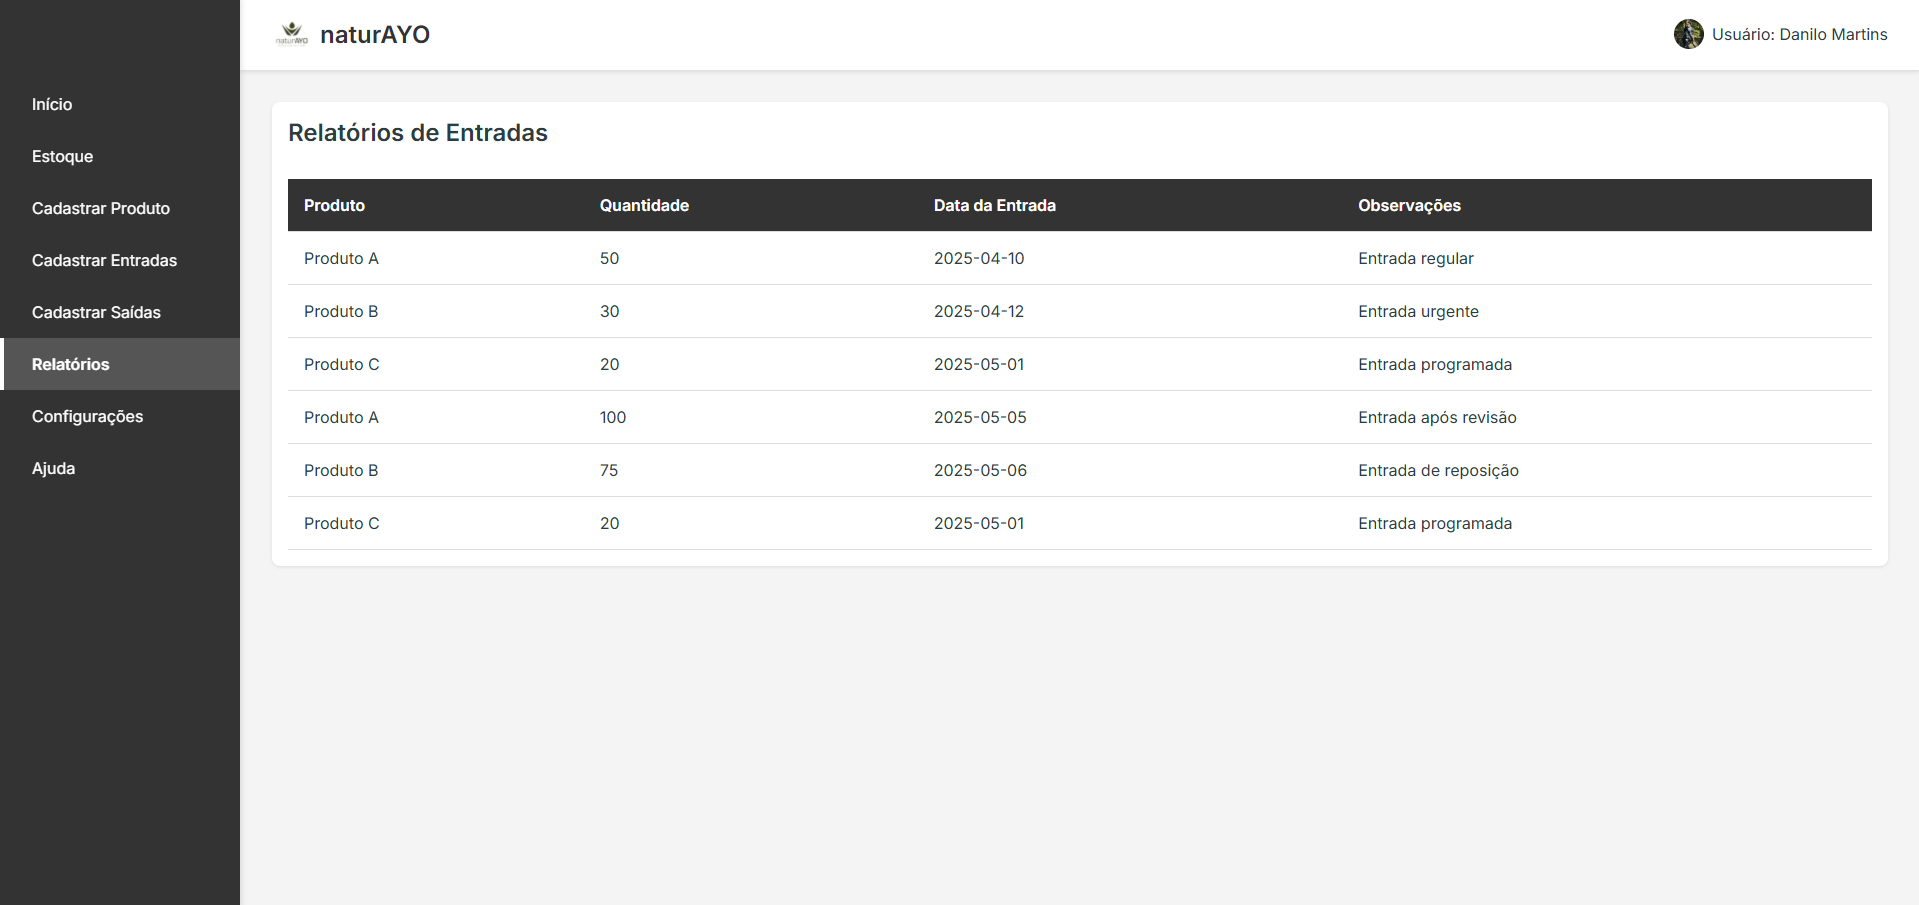 naturAYO
naturAYO
Usuário: Danilo Martins
Início
Estoque
Cadastrar Produto
Cadastrar Entradas
Cadastrar Saídas
Relatórios
Configurações
Ajuda
Relatórios de Entradas
Produto Quantidade Data da Entrada Observações
Produto A 50 2025-04-10 Entrada regular
Produto B 30 2025-04-12 Entrada urgente
Produto C 20 2025-05-01 Entrada programada
Produto A 100 2025-05-05 Entrada após revisão
Produto B 75 2025-05-06 Entrada de reposição
Produto C 20 2025-05-01 Entrada programada